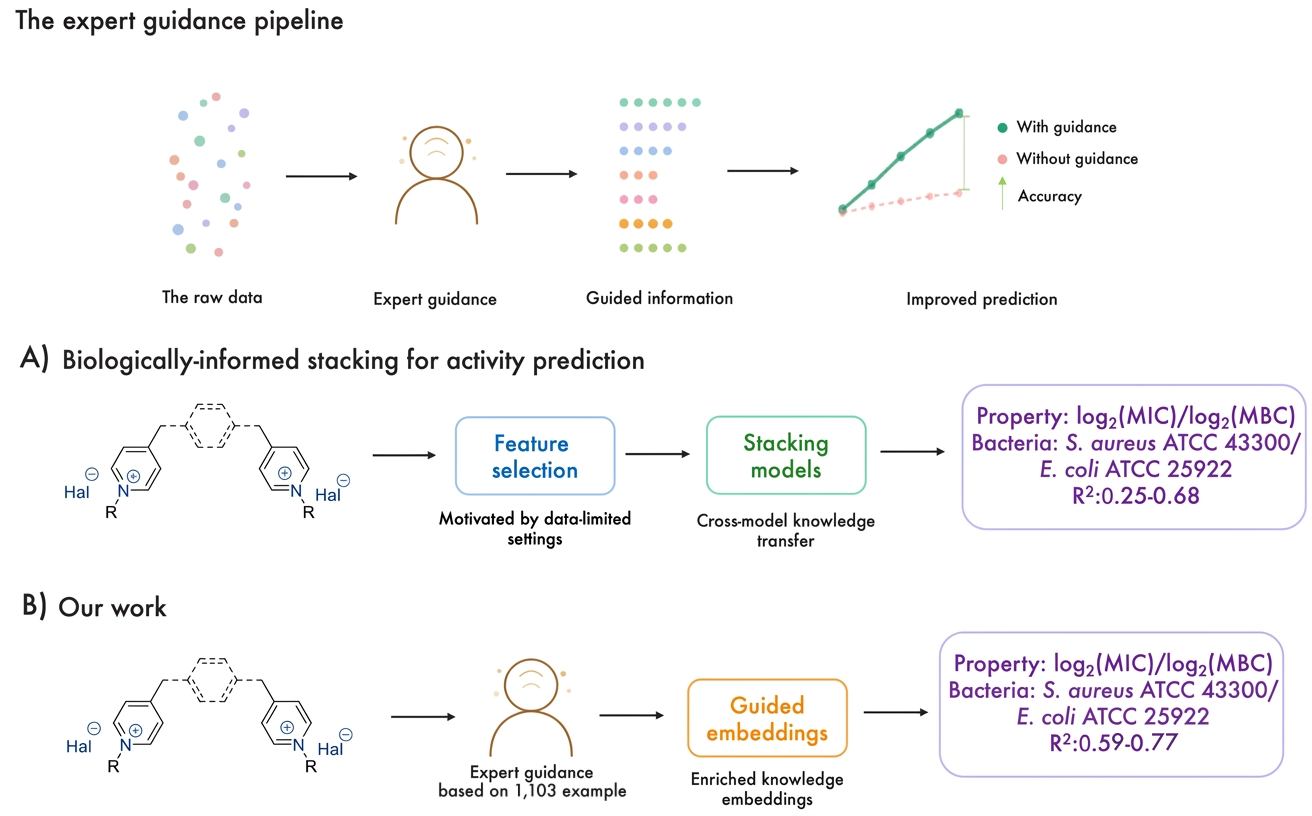 The expert guidance pipeline
With guidance
Without guidance
Accuracy
The raw data
Expert guidance
Guided information
Improved prediction
A) Biologically-informed stacking for activity prediction
Hal ⊖
N ⊕
R
N ⊕
Hal ⊖
R
Feature
selection
Motivated by data-limited
settings
Stacking
models
Cross-model knowledge
transfer
Property: log₂(MIC)/log₂(MBC)
Bacteria: S. aureus ATCC 43300/
E. coli ATCC 25922
R²:0.25-0.68
B) Our work
Hal ⊖
N ⊕
R
N ⊕
Hal ⊖
R
Expert guidance
based on 1,103 example
Guided
embeddings
Enriched knowledge
embeddings
Property: log₂(MIC)/log₂(MBC)
Bacteria: S. aureus ATCC 43300/
E. coli ATCC 25922
R²:0.59-0.77